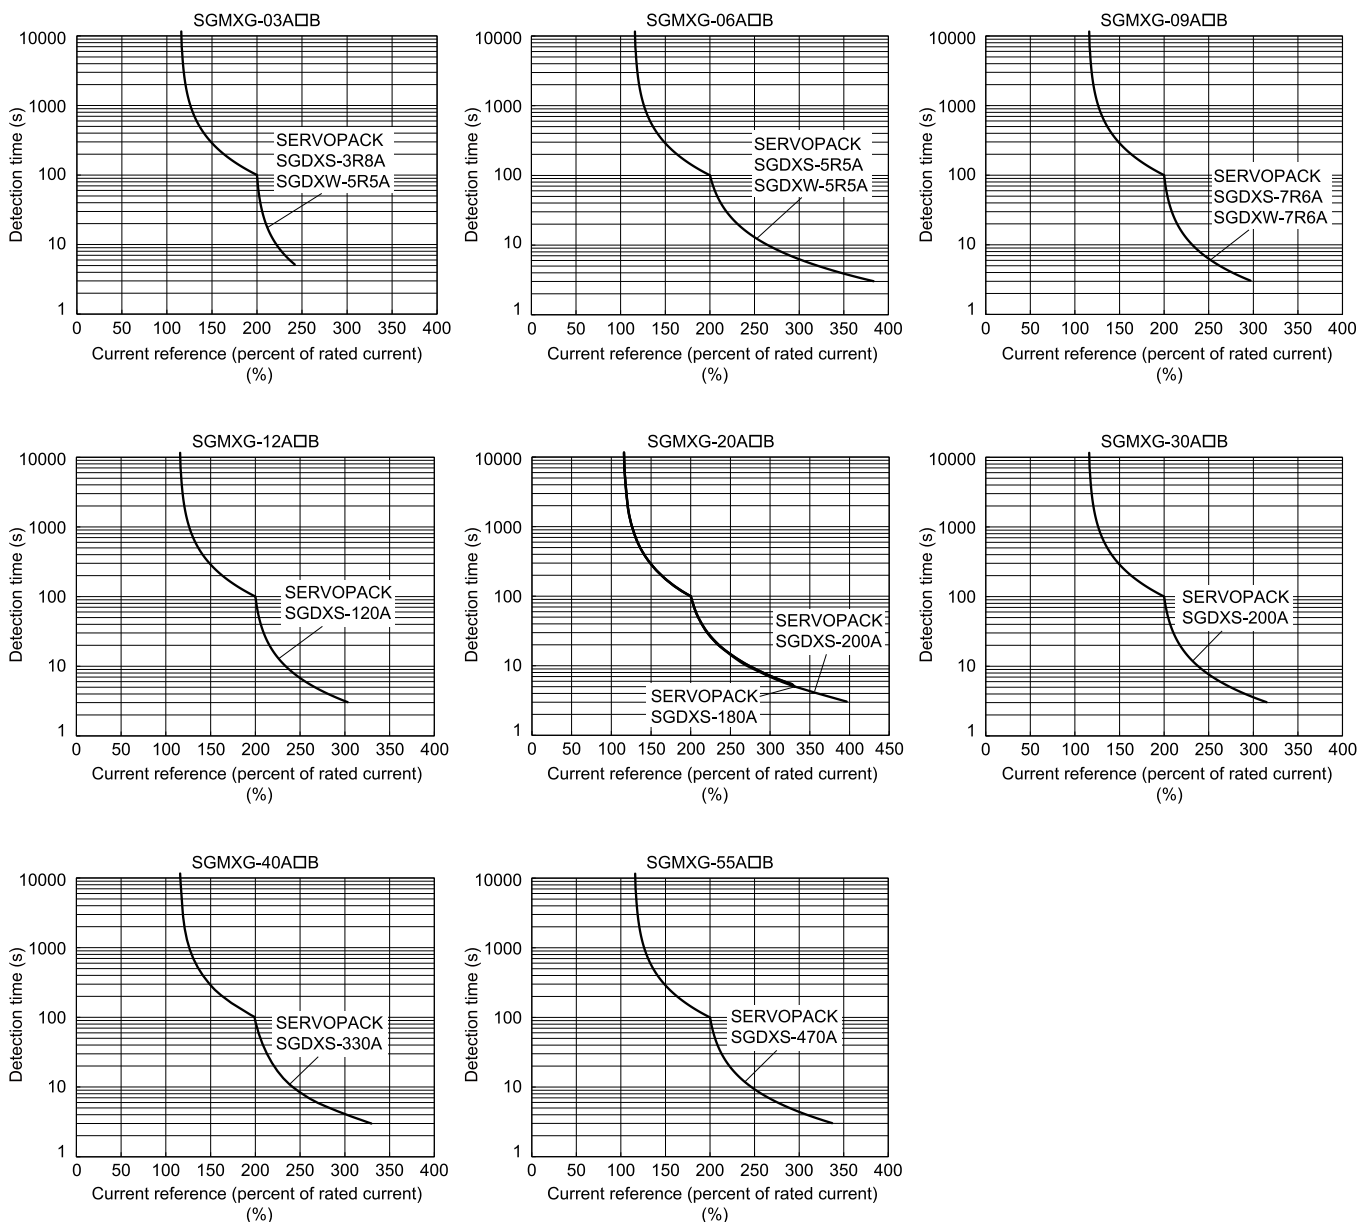 SGMXG-03A□B
10000
1000
100
10
1
Detection time (s)
SERVOPACK
SGDXS-3R8A
SGDXW-5R5A
0 50 100 150 200 250 300 350 400
Current reference (percent of rated current)
(%)
SGMXG-06A□B
10000
1000
100
10
1
Detection time (s)
SERVOPACK
SGDXS-5R5A
SGDXW-5R5A
0 50 100 150 200 250 300 350 400
Current reference (percent of rated current)
(%)
SGMXG-09A□B
10000
1000
100
10
1
Detection time (s)
SERVOPACK
SGDXS-7R6A
SGDXW-7R6A
0 50 100 150 200 250 300 350 400
Current reference (percent of rated current)
(%)
SGMXG-12A□B
10000
1000
100
10
1
Detection time (s)
SERVOPACK
SGDXS-120A
0 50 100 150 200 250 300 350 400
Current reference (percent of rated current)
(%)
SGMXG-20A□B
10000
1000
100
10
1
Detection time (s)
SERVOPACK
SGDXS-200A
SERVOPACK
SGDXS-180A
0 50 100 150 200 250 300 350 400 450
Current reference (percent of rated current)
(%)
SGMXG-30A□B
10000
1000
100
10
1
Detection time (s)
SERVOPACK
SGDXS-200A
0 50 100 150 200 250 300 350 400
Current reference (percent of rated current)
(%)
SGMXG-40A□B
10000
1000
100
10
1
Detection time (s)
SERVOPACK
SGDXS-330A
0 50 100 150 200 250 300 350 400
Current reference (percent of rated current)
(%)
SGMXG-55A□B
10000
1000
100
10
1
Detection time (s)
SERVOPACK
SGDXS-470A
0 50 100 150 200 250 300 350 400
Current reference (percent of rated current)
(%)